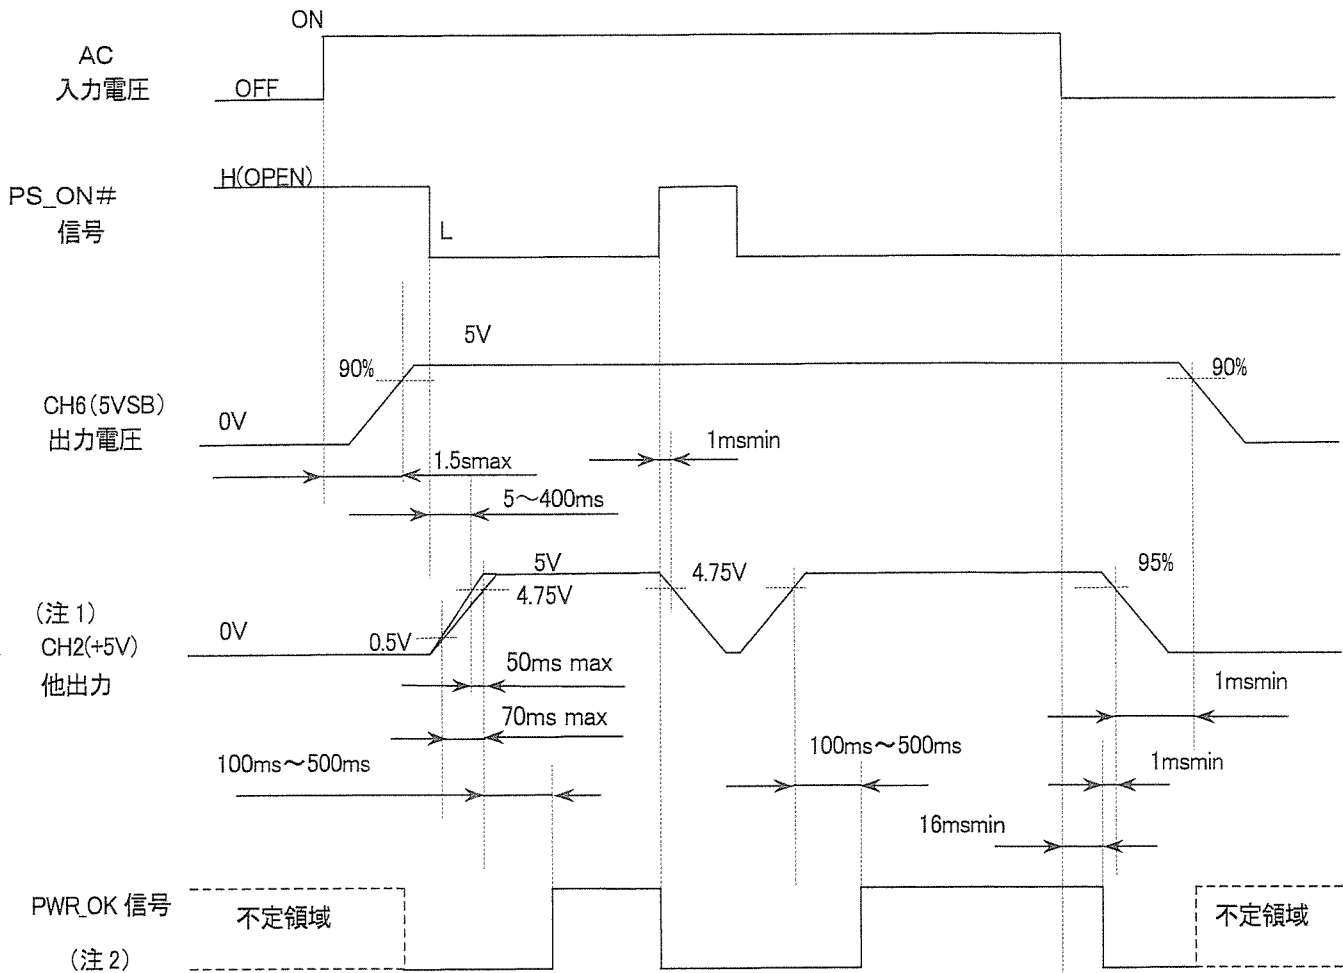 ON
AC
入力電圧
OFF
H(OPEN)
PS_ON#
信号
L
5V
90%
90%
CH6(5VSB)
出力電圧
0V
1msmin
1.5smax
5～400ms
5V
4.75V
4.75V
95%
(注1)
0V
0.5V
CH2(+5V)
他出力
50ms max
1msmin
70ms max
100ms～500ms
100ms～500ms
1msmin
16msmin
PWR_OK 信号
不定領域
不定領域
(注2)